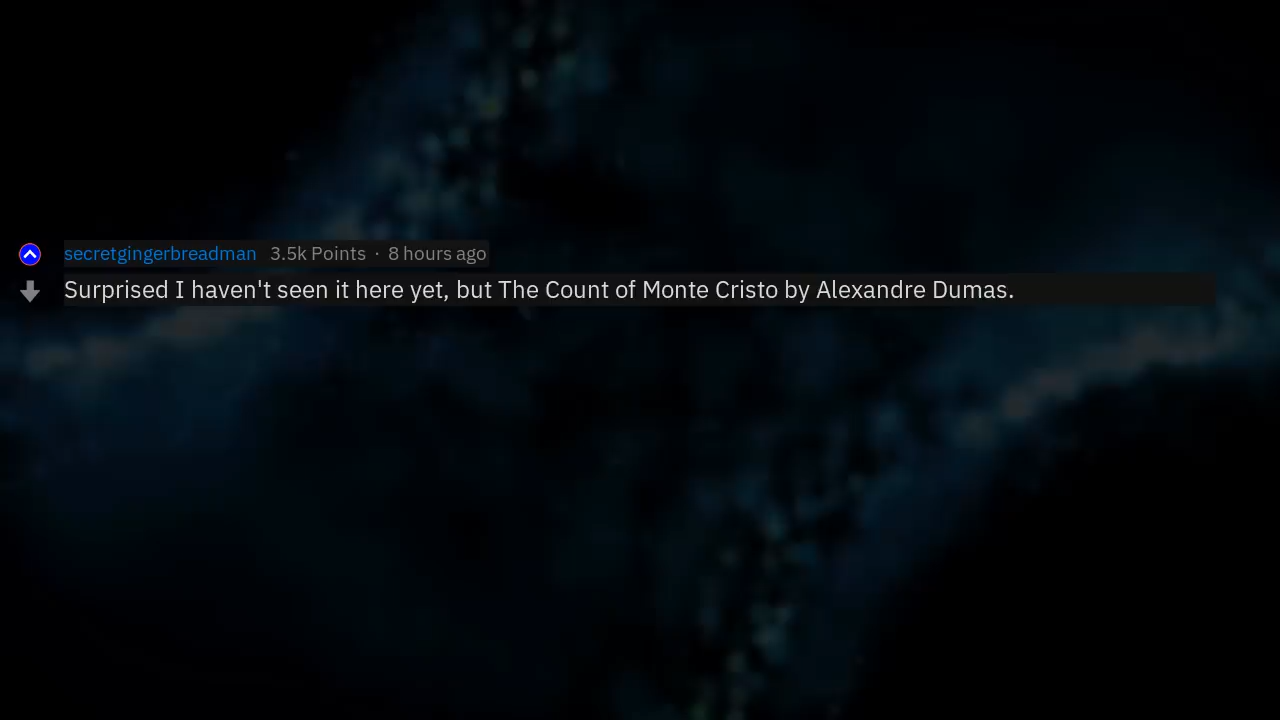 secretgingerbreadman 3.5k Points · 8 hours ago
Surprised I haven't seen it here yet, but The Count of Monte Cristo by Alexandre Dumas.